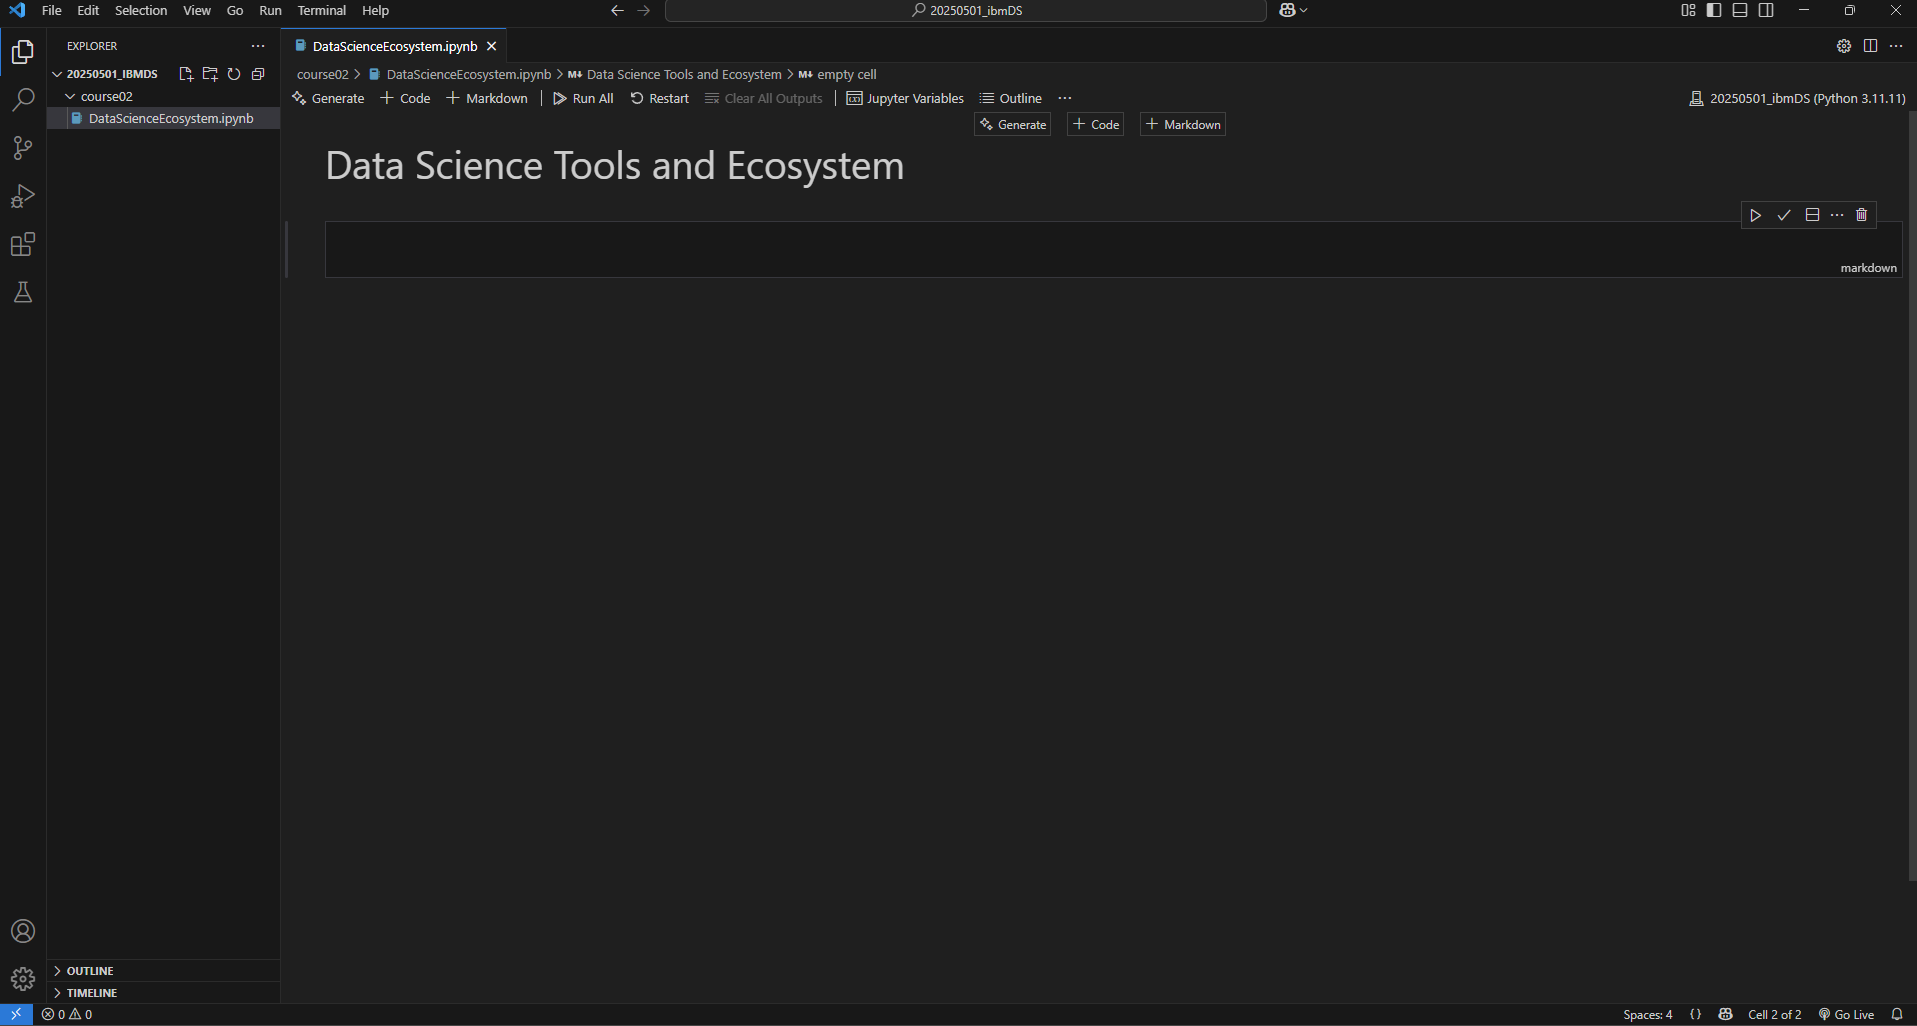 File Edit Selection View Go Run Terminal Help
20250501_ibmDS
EXPLORER
20250501_IBMDS
course02
DataScienceEcosystem.ipynb
DataScienceEcosystem.ipynb
course02 > DataScienceEcosystem.ipynb > M Data Science Tools and Ecosystem > M empty cell
Generate + Code + Markdown | Run All Restart Clear All Outputs | Jupyter Variables Outline ...
20250501_ibmDS (Python 3.11.11)
Generate + Code + Markdown
Data Science Tools and Ecosystem
markdown
OUTLINE
TIMELINE
0 0
Spaces: 4 {} Cell 2 of 2 Go Live